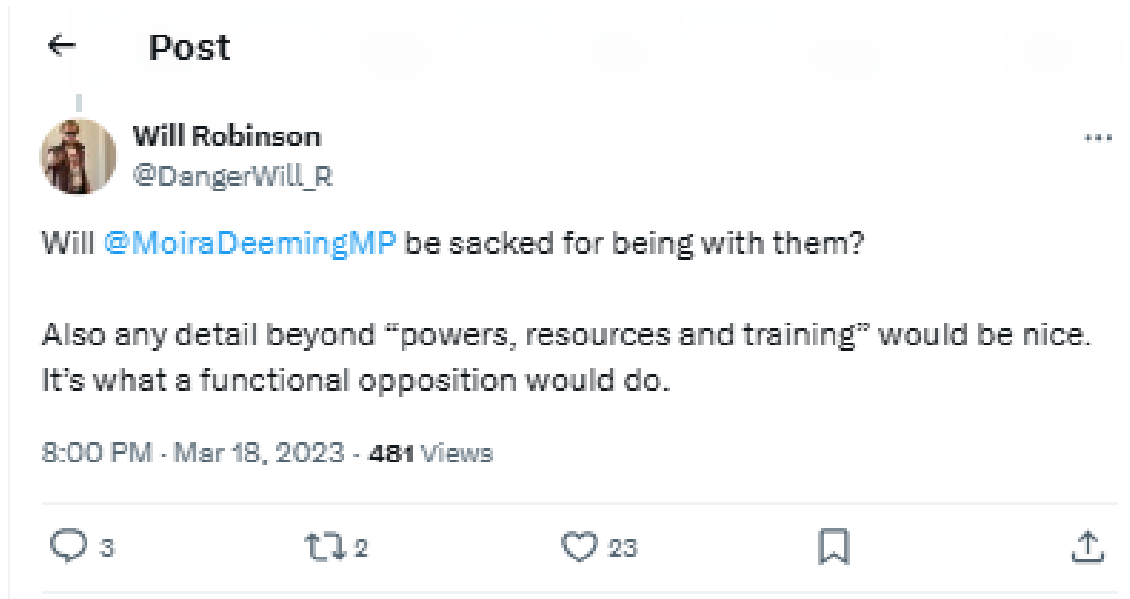 Post
Will Robinson
@DangerWill_R
Will @MoiraDeemingMP be sacked for being with them?
Also any detail beyond “powers, resources and training” would be nice.
It’s what a functional opposition would do.
8:00 PM · Mar 18, 2023 · 481 Views
3 2 23